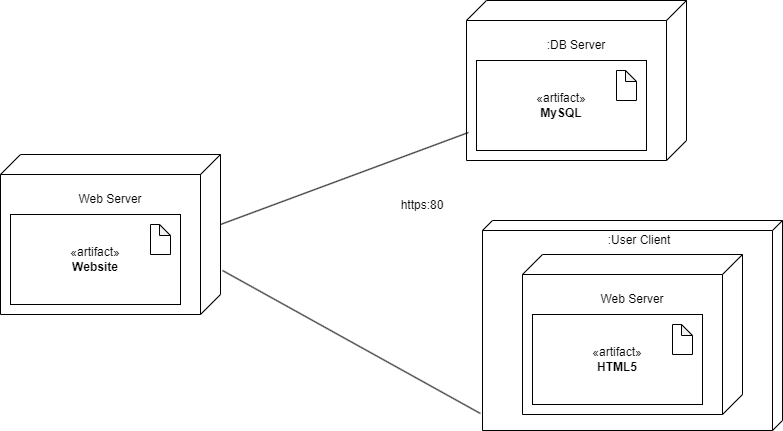 :DB Server
«artifact»
MySQL
Web Server
«artifact»
Website
https:80
:User Client
Web Server
«artifact»
HTML5